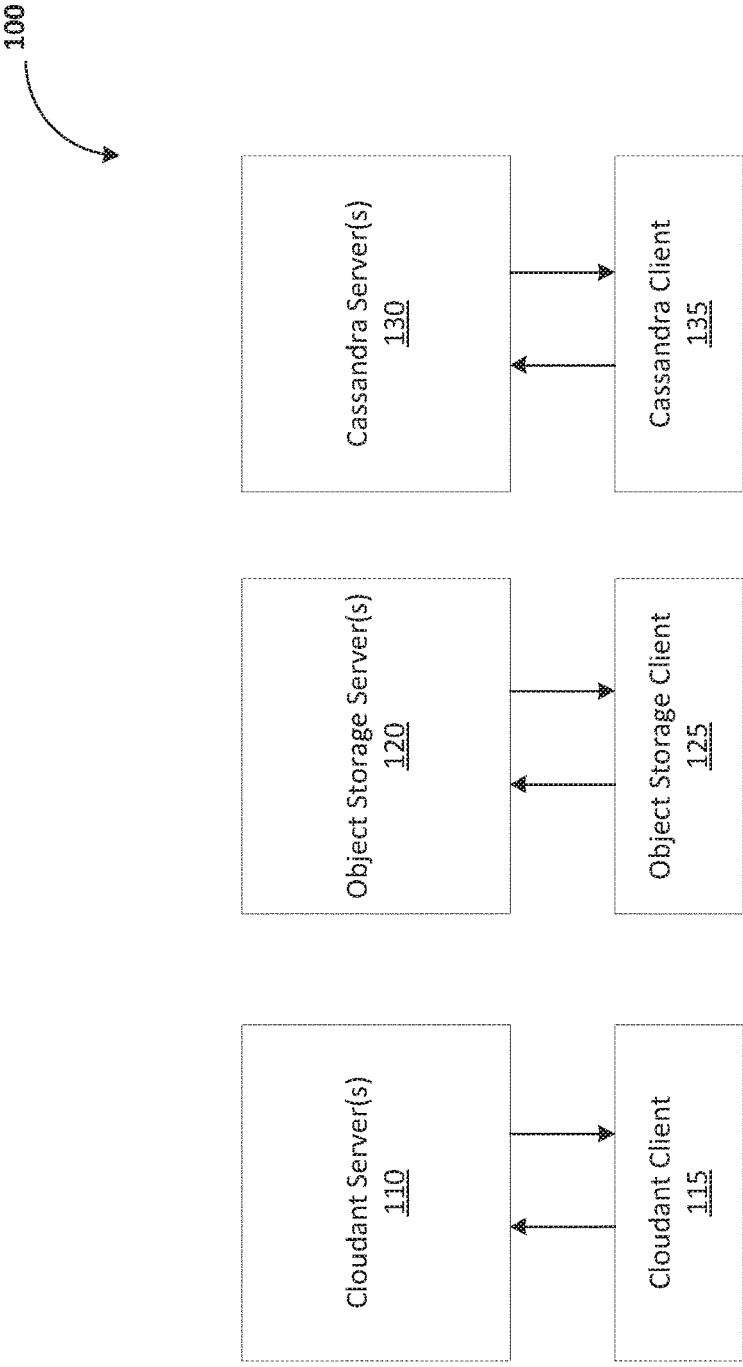 100
Cloudant Server(s)
110
Object Storage Server(s)
120
Cassandra Server(s)
130
Cloudant Client
115
Object Storage Client
125
Cassandra Client
135